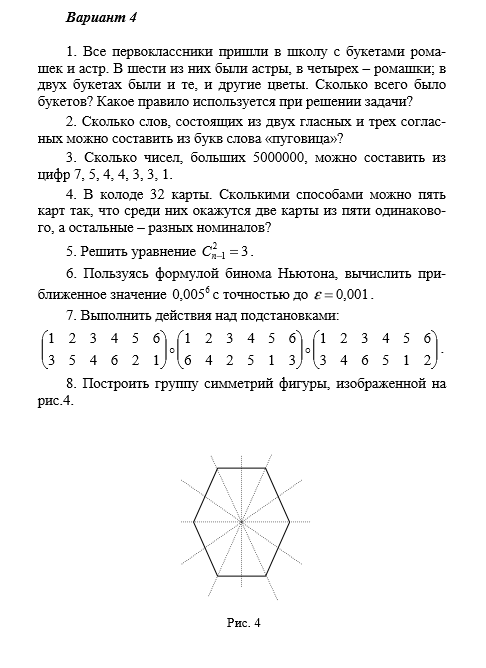 Вариант 4
1. Все первоклассники пришли в школу с букетами рома-
шек и астр. В шести из них были астры, в четырех – ромашки; в
двух букетах были и те, и другие цветы. Сколько всего было
букетов? Какое правило используется при решении задачи?
2. Сколько слов, состоящих из двух гласных и трех соглас-
ных можно составить из букв слова «пуговица»?
3. Сколько чисел, больших 5000000, можно составить из
цифр 7, 5, 4, 4, 3, 3, 1.
4. В колоде 32 карты. Сколькими способами можно пять
карт так, что среди них окажутся две карты из пяти одинаково-
го, а остальные – разных номиналов?
5. Решить уравнение C²ₙ₋₁ = 3.
6. Пользуясь формулой бинома Ньютона, вычислить при-
ближенное значение 0,005⁶ с точностью до ε = 0,001.
7. Выполнить действия над подстановками:
(1 2 3 4 5 6) ∘ (1 2 3 4 5 6) ∘ (1 2 3 4 5 6)
(3 5 4 6 2 1) (6 4 2 5 1 3) (3 4 6 5 1 2).
8. Построить группу симметрий фигуры, изображенной на
рис.4.
Рис. 4